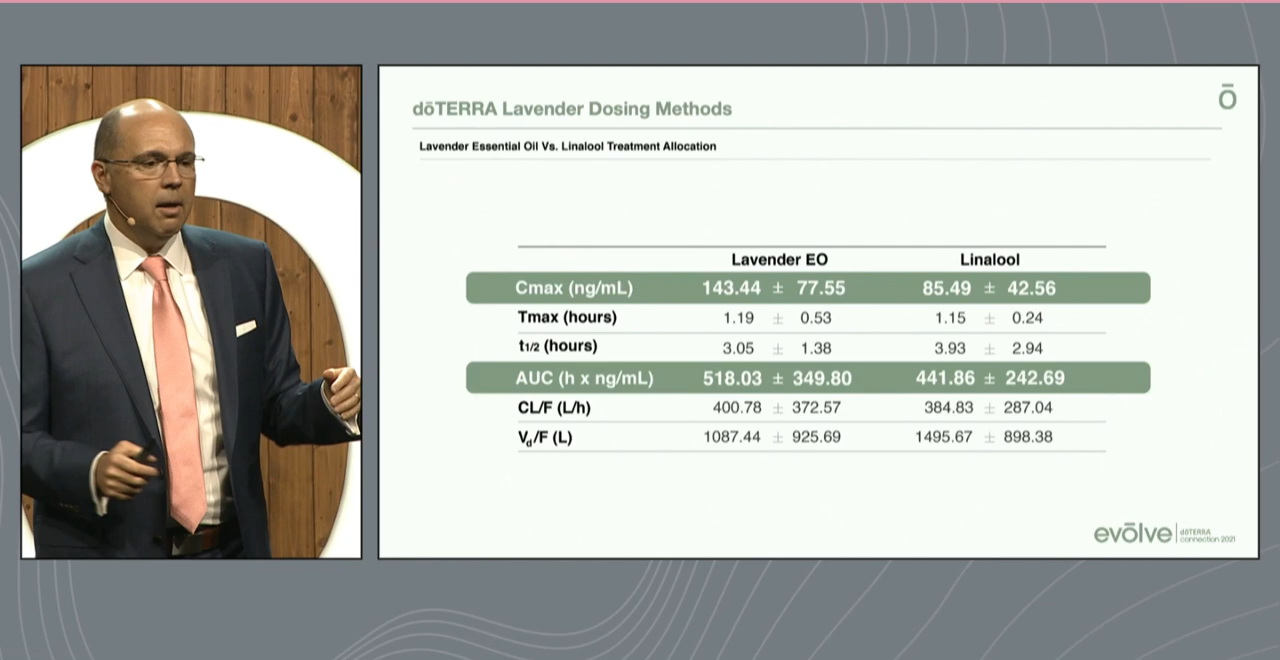 dōTERRA Lavender Dosing Methods
Ō
Lavender Essential Oil Vs. Linalool Treatment Allocation
Lavender EO Linalool
Cmax (ng/mL) 143.44 ± 77.55 85.49 ± 42.56
Tmax (hours) 1.19 ± 0.53 1.15 ± 0.24
t1/2 (hours) 3.05 ± 1.38 3.93 ± 2.94
AUC (h x ng/mL) 518.03 ± 349.80 441.86 ± 242.69
CL/F (L/h) 400.78 ± 372.57 384.83 ± 287.04
Vd/F (L) 1087.44 ± 925.69 1495.67 ± 898.38
evōlve
dōTERRA
connection 2021